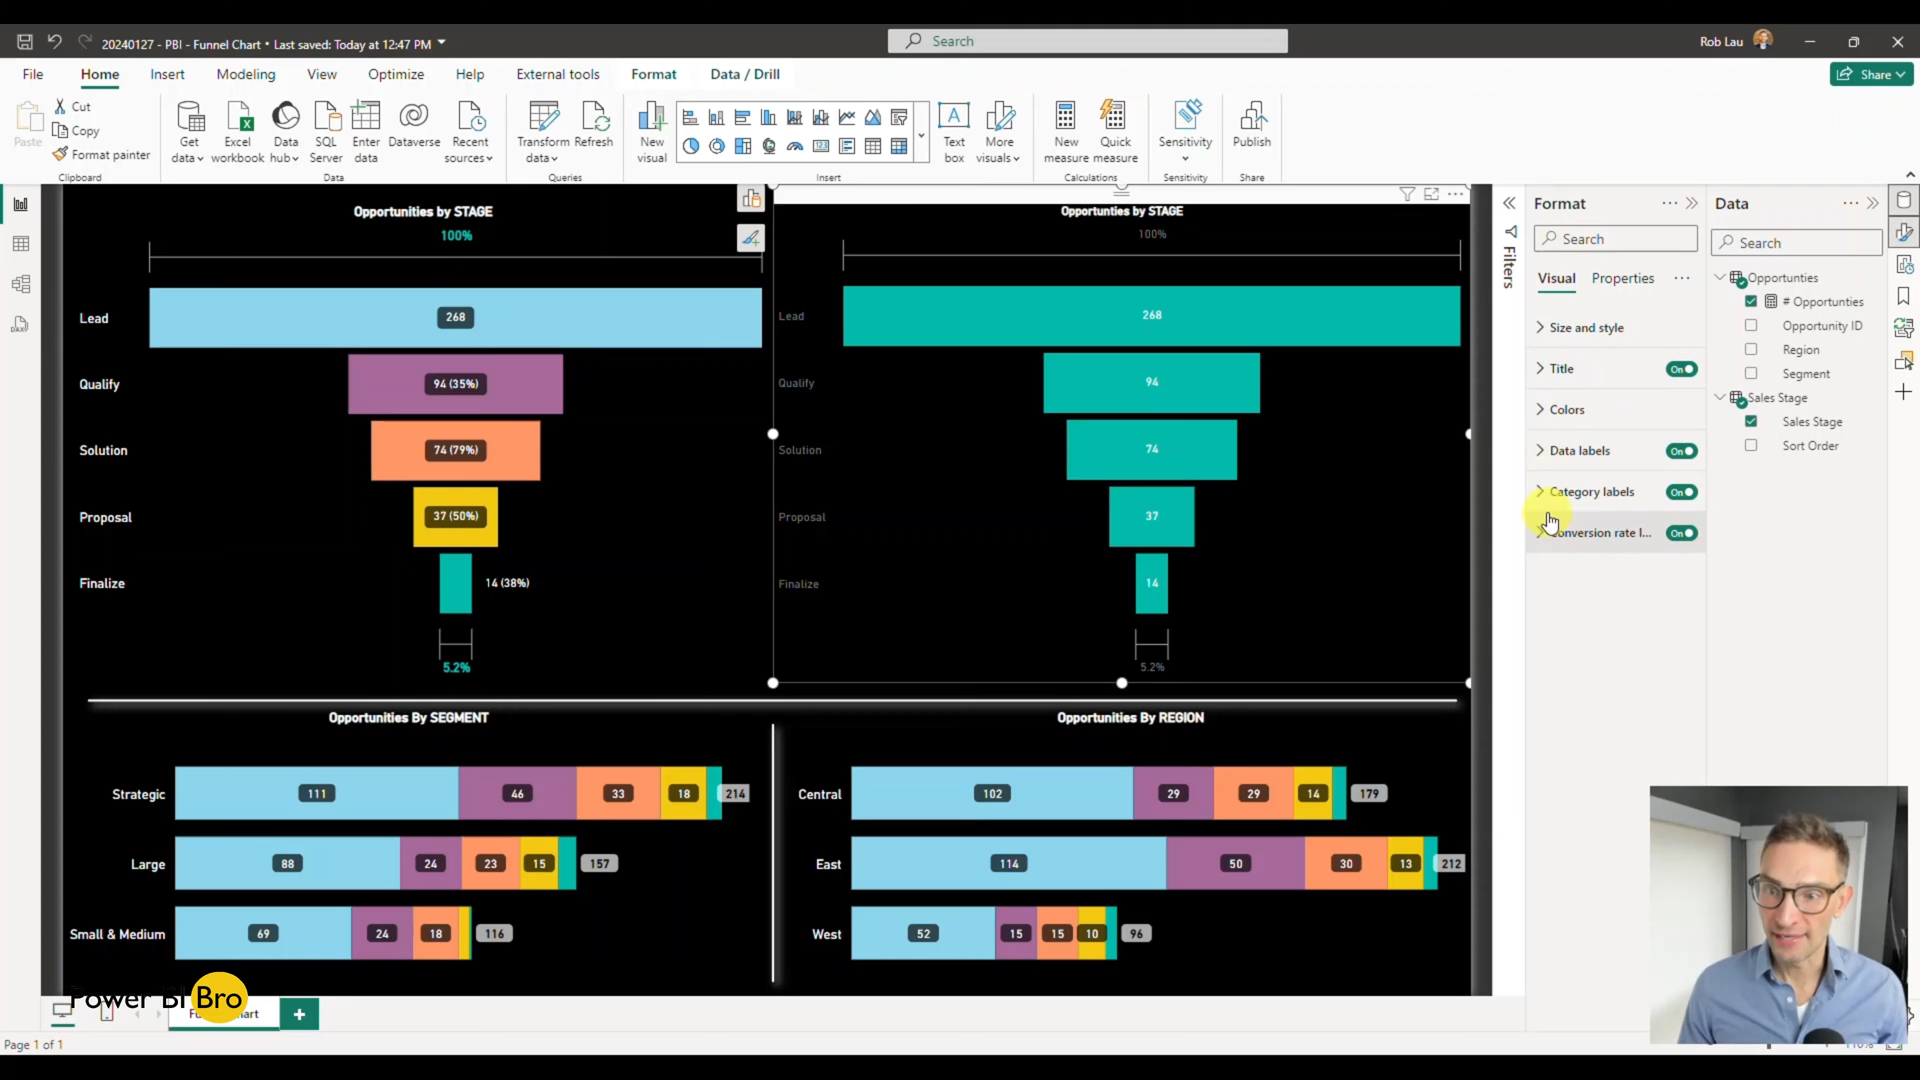 20240127 - PBI - Funnel Chart • Last saved: Today at 12:47 PM
Search
Rob Lau
File Home Insert Modeling View Optimize Help External tools Format Data / Drill
Share
Paste
Cut
Copy
Format painter
Clipboard
Get data
Excel workbook
Data hub
SQL Server
Enter data
Dataverse
Recent sources
Data
Transform data
Refresh
Queries
New visual
Text box
More visuals
Insert
New measure
Quick measure
Calculations
Sensitivity
Sensitivity
Publish
Share
Opportunities by STAGE
100%
Lead 268
Qualify 94 (35%)
Solution 74 (79%)
Proposal 37 (50%)
Finalize 14 (38%)
5.2%
Opportunities by STAGE
100%
Lead 268
Qualify 94
Solution 74
Proposal 37
Finalize 14
5.2%
Opportunities By SEGMENT
Strategic 111 46 33 18 214
Large 88 24 23 15 157
Small & Medium 69 24 18 116
Opportunities By REGION
Central 102 29 29 14 179
East 114 50 30 13 212
West 52 15 15 10 96
Filters
Format
Search
Visual Properties
Size and style
Title On
Colors
Data labels On
Category labels On
Conversion rate l... On
Data
Search
Opportunties
# Opportunties
Opportunity ID
Region
Segment
Sales Stage
Sales Stage
Sort Order
Power BI Bro
Page 1 of 1